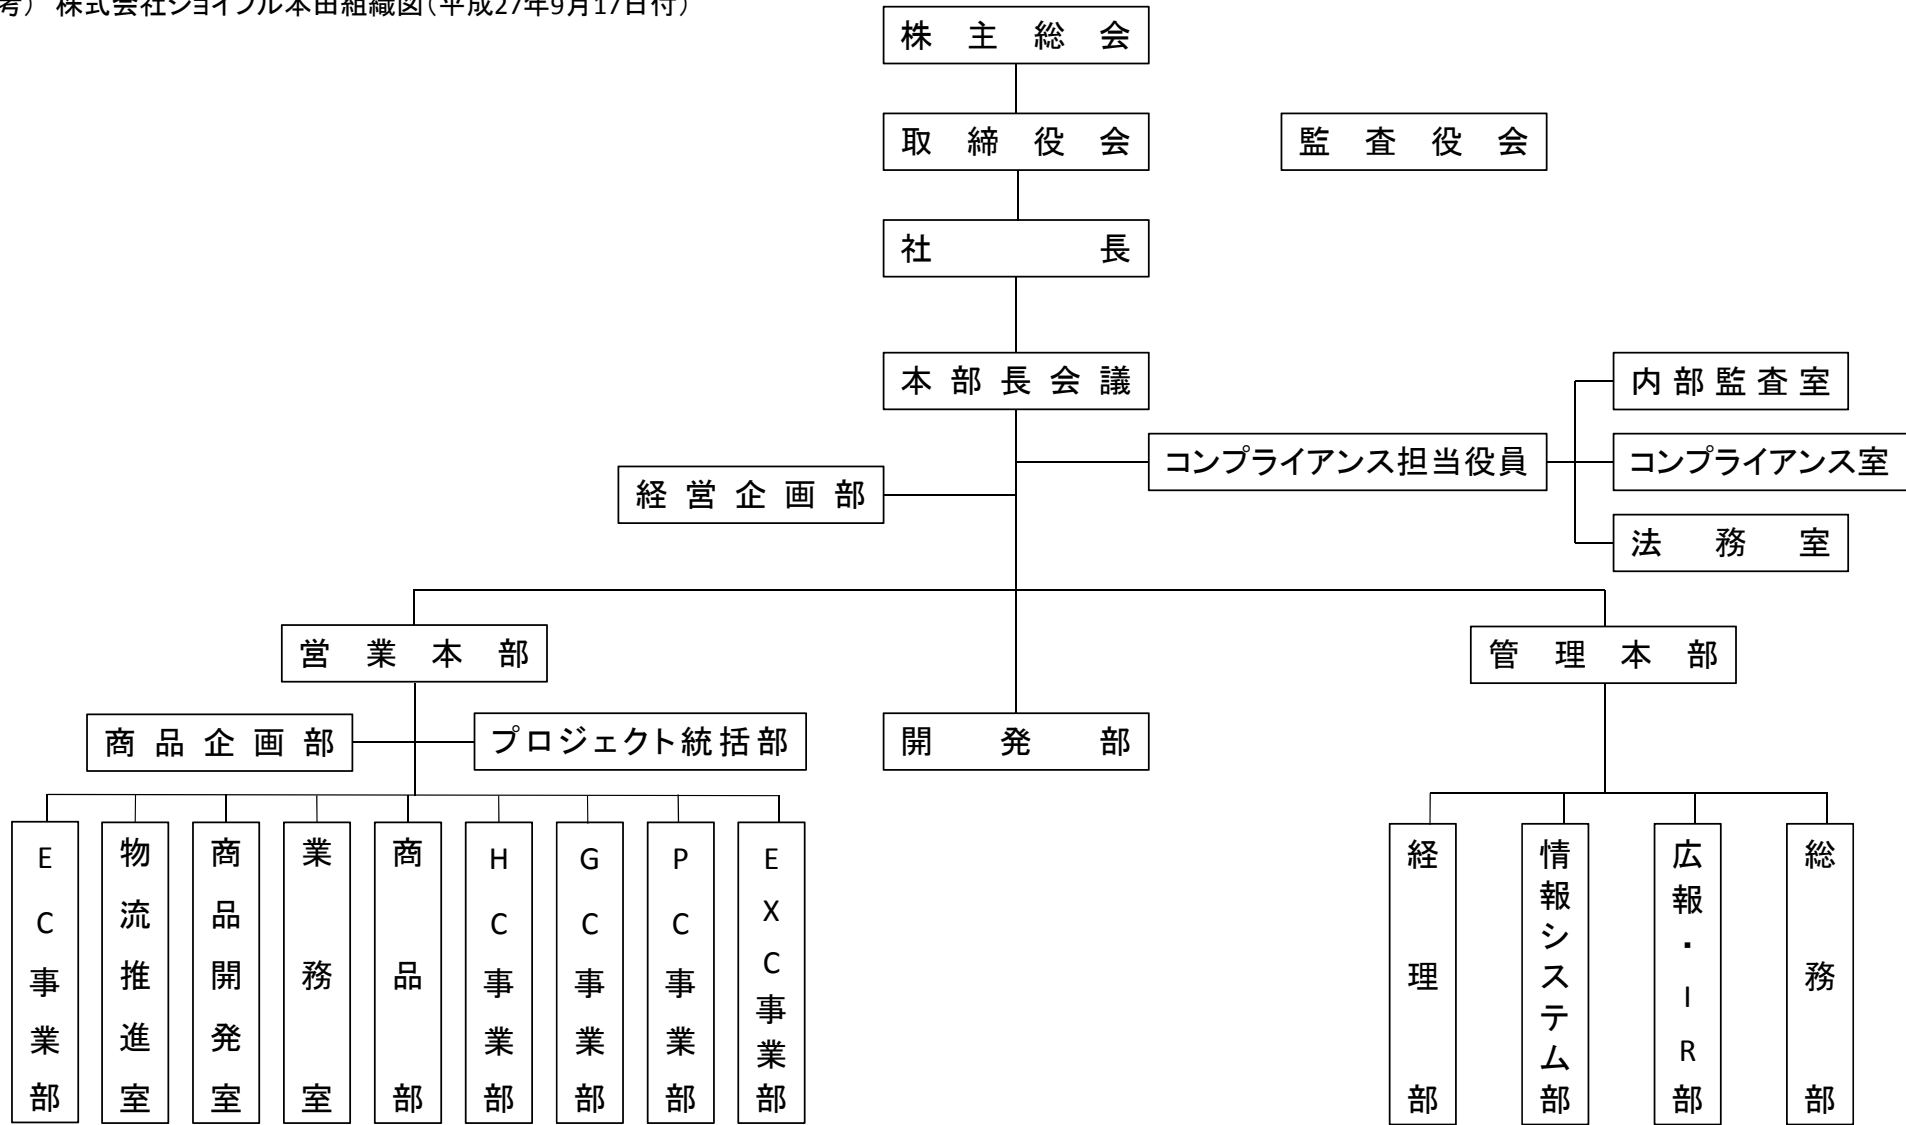 考） 株式会社ジョイフル本田組織図（平成27年9月17日付）
株主総会
取締役会
監査役会
社長
本部長会議
内部監査室
コンプライアンス担当役員
コンプライアンス室
経営企画部
法務室
営業本部
管理本部
商品企画部
プロジェクト統括部
開発部
EC事業部
物流推進室
商品開発室
業務室
商品部
HC事業部
GC事業部
PC事業部
EXC事業部
経理部
情報システム部
広報・IR部
総務部